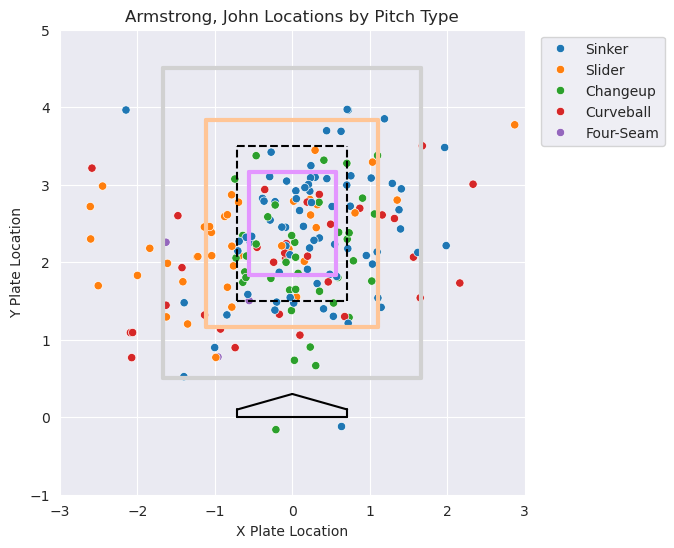 Armstrong, John Locations by Pitch Type
Sinker
Slider
Changeup
Curveball
Four-Seam
5
4
3
2
1
0
−1
Y Plate Location
−3
−2
−1
0
1
2
3
X Plate Location